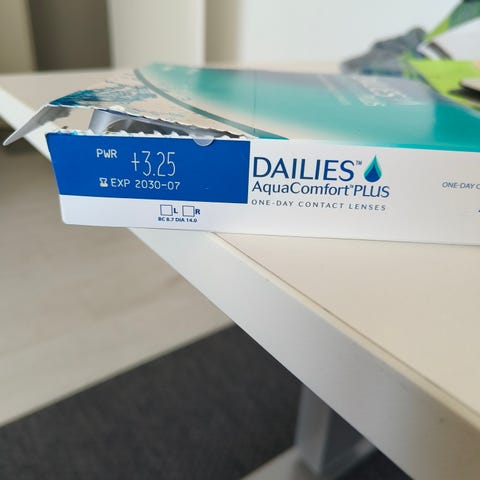 PWR +3.25
EXP 2030-07
L R
BC 8.7 DIA 14.0
DAILIES™
AquaComfort®PLUS
ONE-DAY CONTACT LENSES
ONE-DAY